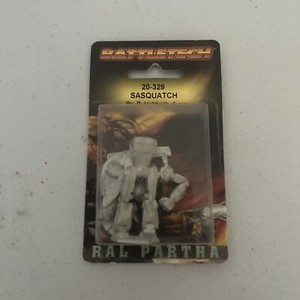 BATTLETECH
20-329
SASQUATCH
RAL PARTHA